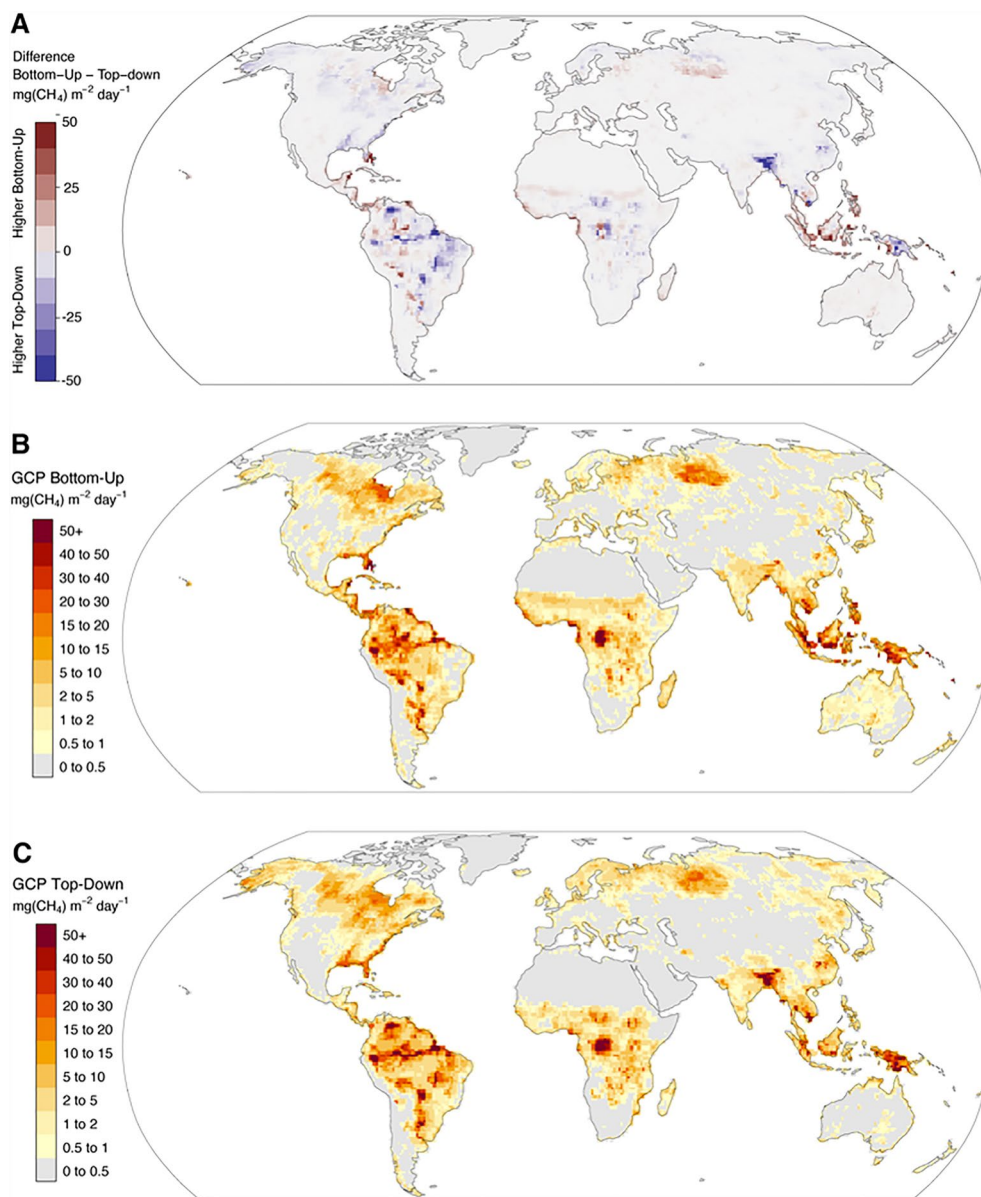 A
Difference
Bottom−Up − Top−down
mg(CH₄) m⁻² day⁻¹
Higher Bottom−Up
Higher Top−Down
50
25
0
-25
-50
B
GCP Bottom−Up
mg(CH₄) m⁻² day⁻¹
50+
40 to 50
30 to 40
20 to 30
15 to 20
10 to 15
5 to 10
2 to 5
1 to 2
0.5 to 1
0 to 0.5
C
GCP Top−Down
mg(CH₄) m⁻² day⁻¹
50+
40 to 50
30 to 40
20 to 30
15 to 20
10 to 15
5 to 10
2 to 5
1 to 2
0.5 to 1
0 to 0.5